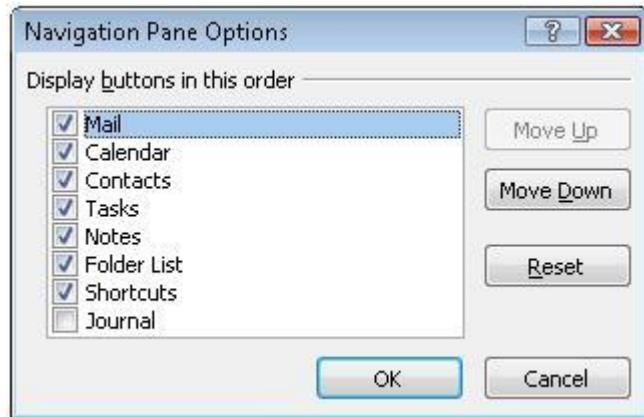 Navigation Pane Options
Display buttons in this order
Mail
Calendar
Contacts
Tasks
Notes
Folder List
Shortcuts
Journal
Move Up
Move Down
Reset
OK
Cancel